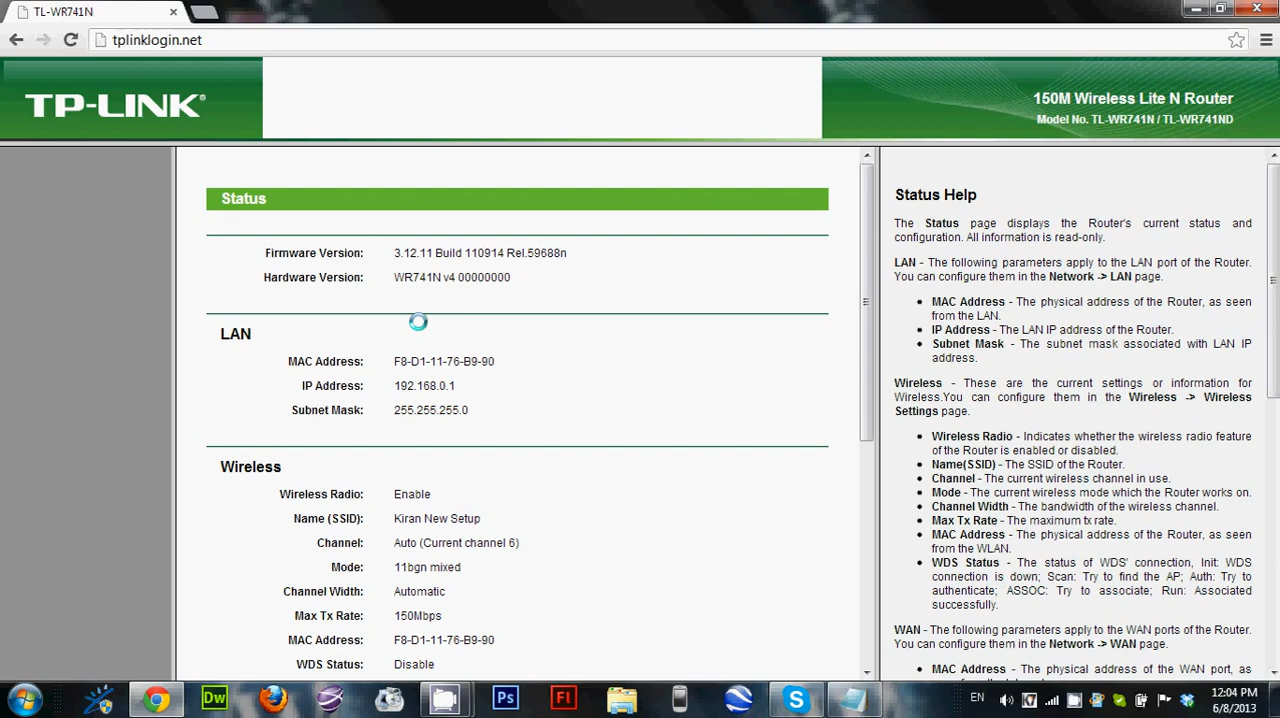 TL-WR741N
tplinklogin.net
TP-LINK®
150M Wireless Lite N Router
Model No. TL-WR741N / TL-WR741ND
Status
Firmware Version: 3.12.11 Build 110914 Rel.59688n
Hardware Version: WR741N v4 00000000
LAN
MAC Address: F8-D1-11-76-B9-90
IP Address: 192.168.0.1
Subnet Mask: 255.255.255.0
Wireless
Wireless Radio: Enable
Name (SSID): Kiran New Setup
Channel: Auto (Current channel 6)
Mode: 11bgn mixed
Channel Width: Automatic
Max Tx Rate: 150Mbps
MAC Address: F8-D1-11-76-B9-90
WDS Status: Disable
Status Help
The Status page displays the Router's current status and
configuration. All information is read-only.
LAN - The following parameters apply to the LAN port of the Router.
You can configure them in the Network -> LAN page.
• MAC Address - The physical address of the Router, as seen
from the LAN.
• IP Address - The LAN IP address of the Router.
• Subnet Mask - The subnet mask associated with LAN IP
address.
Wireless - These are the current settings or information for
Wireless.You can configure them in the Wireless -> Wireless
Settings page.
• Wireless Radio - Indicates whether the wireless radio feature
of the Router is enabled or disabled.
• Name(SSID) - The SSID of the Router.
• Channel - The current wireless channel in use.
• Mode - The current wireless mode which the Router works on.
• Channel Width - The bandwidth of the wireless channel.
• Max Tx Rate - The maximum tx rate.
• MAC Address - The physical address of the Router, as seen
from the WLAN.
• WDS Status - The status of WDS' connection, Init: WDS
connection is down; Scan: Try to find the AP; Auth: Try to
authenticate; ASSOC: Try to associate; Run: Associated
successfully.
WAN - The following parameters apply to the WAN ports of the Router.
You can configure them in the Network -> WAN page.
• MAC Address - The physical address of the WAN port, as
Dw
Ps
Fl
S
EN
12:04 PM
6/8/2013